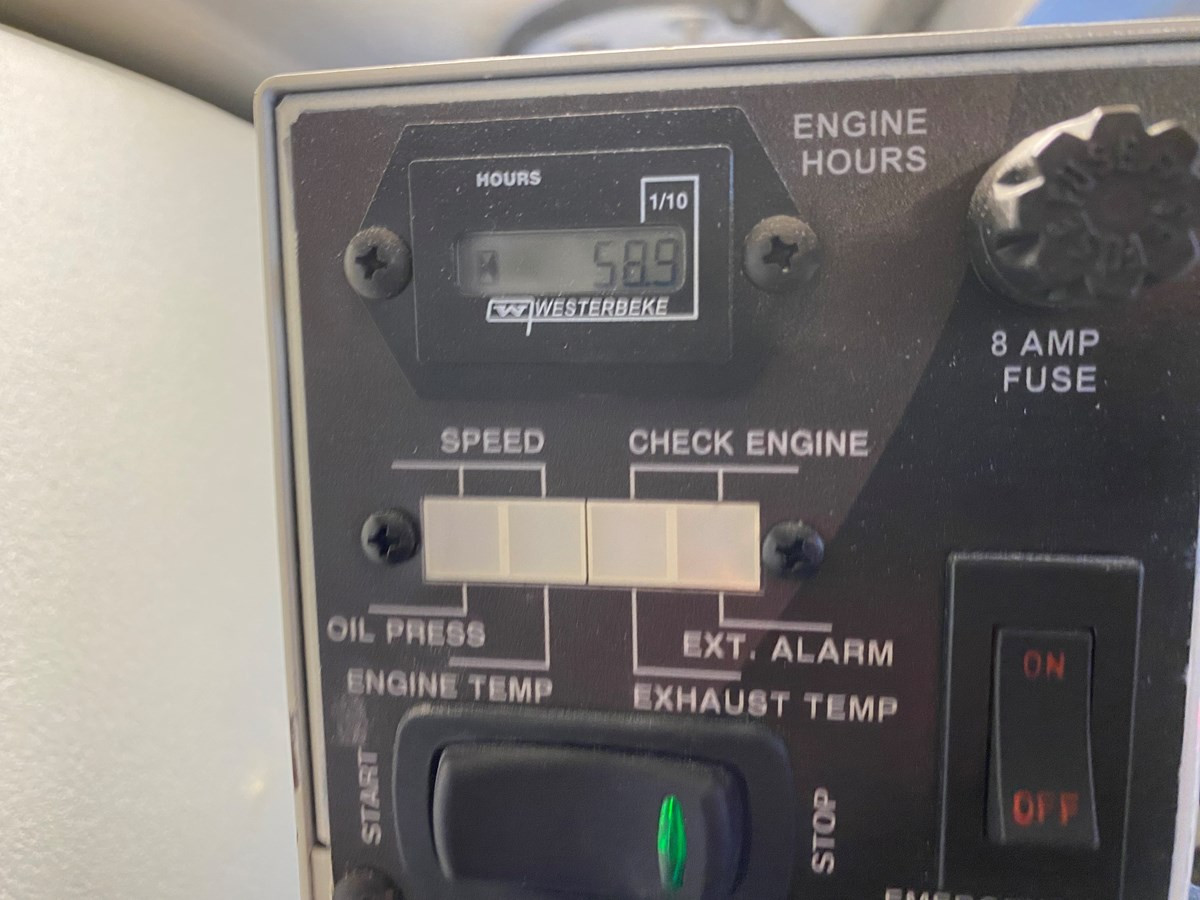 ENGINE
HOURS
HOURS
1/10
58.9
WESTERBEKE
8 AMP
FUSE
SPEED
CHECK ENGINE
OIL PRESS
EXT. ALARM
ENGINE TEMP
EXHAUST TEMP
START
STOP
ON
OFF